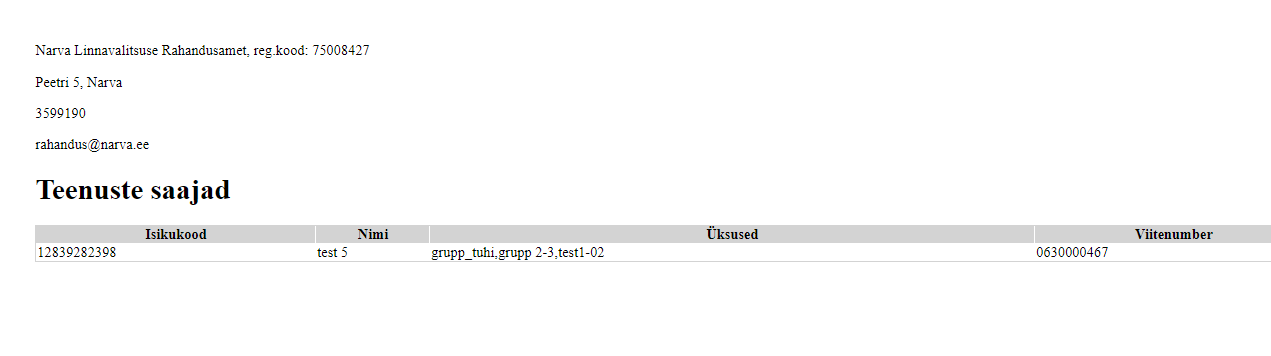 Narva Linnavalitsuse Rahandusamet, reg.kood: 75008427
Peetri 5, Narva
3599190
rahandus@narva.ee
Teenuste saajad
Isikukood Nimi Üksused Viitenumber
12839282398 test 5 grupp_tuhi,grupp 2-3,test1-02 0630000467